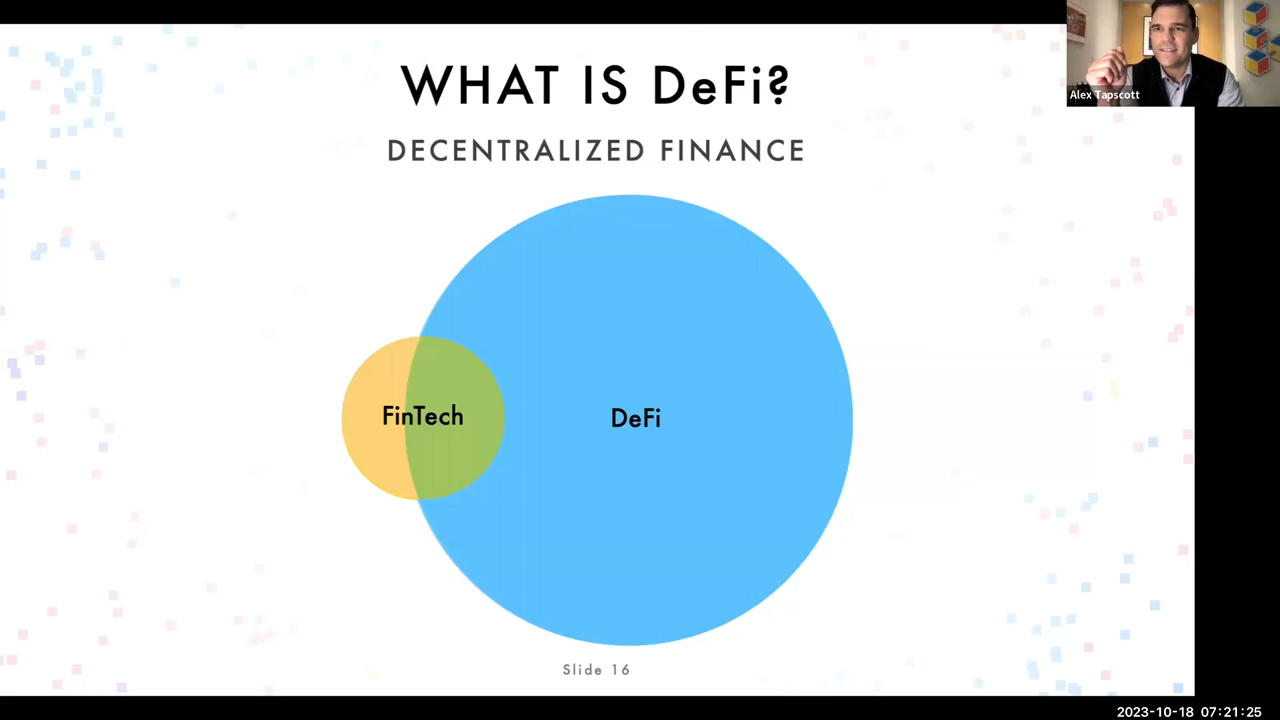 WHAT IS DeFi?
DECENTRALIZED FINANCE
Alex Tapscott
FinTech
DeFi
Slide 16
2023-10-18 07:21:25